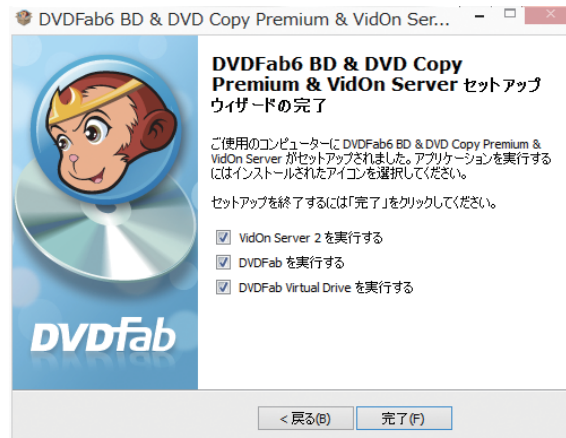 DVDFab6 BD & DVD Copy Premium & VidOn Ser...
DVDFab6 BD & DVD Copy
Premium & VidOn Server セットアップ
ウィザードの完了
ご使用のコンピューターに DVDFab6 BD & DVD Copy Premium &
VidOn Server がセットアップされました。アプリケーションを実行する
にはインストールされたアイコンを選択してください。
セットアップを終了するには「完了」をクリックしてください。
VidOn Server 2 を実行する
DVDFab を実行する
DVDFab Virtual Drive を実行する
DVDfab
< 戻る(B)
完了(F)